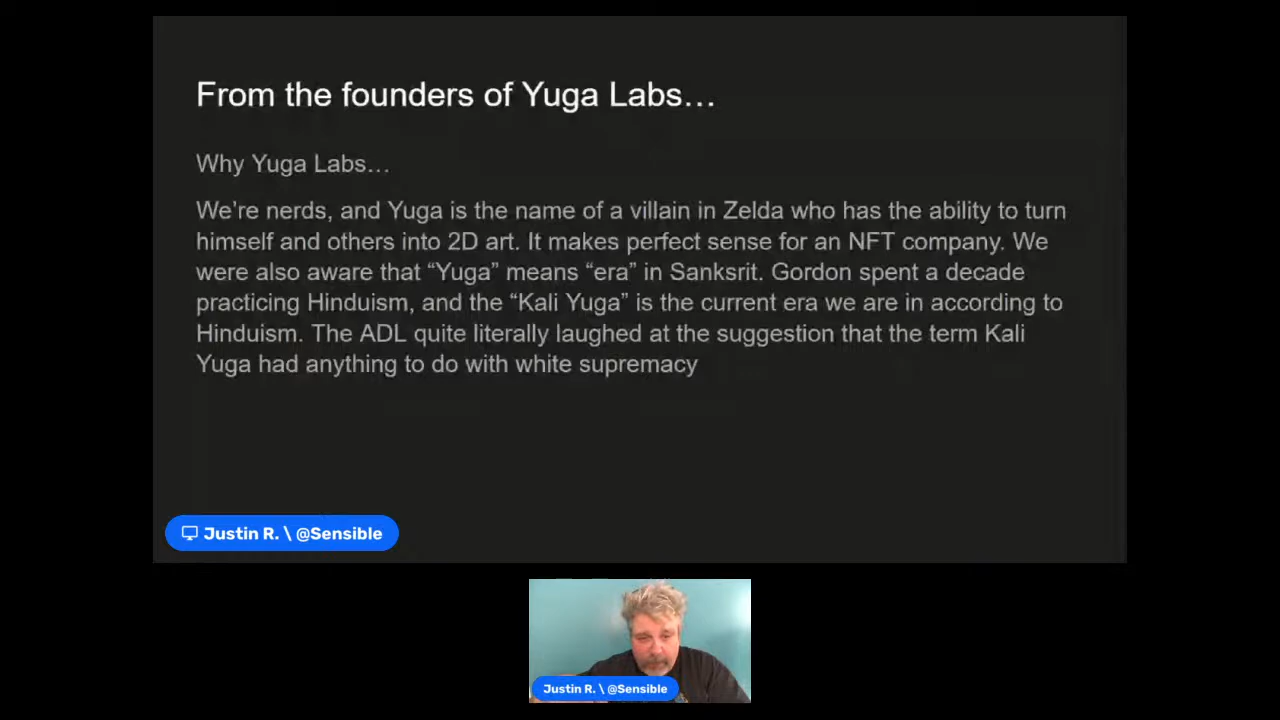 From the founders of Yuga Labs…
Why Yuga Labs…
We’re nerds, and Yuga is the name of a villain in Zelda who has the ability to turn
himself and others into 2D art. It makes perfect sense for an NFT company. We
were also aware that “Yuga” means “era” in Sanksrit. Gordon spent a decade
practicing Hinduism, and the “Kali Yuga” is the current era we are in according to
Hinduism. The ADL quite literally laughed at the suggestion that the term Kali
Yuga had anything to do with white supremacy
Justin R. \ @Sensible
Justin R. \ @Sensible